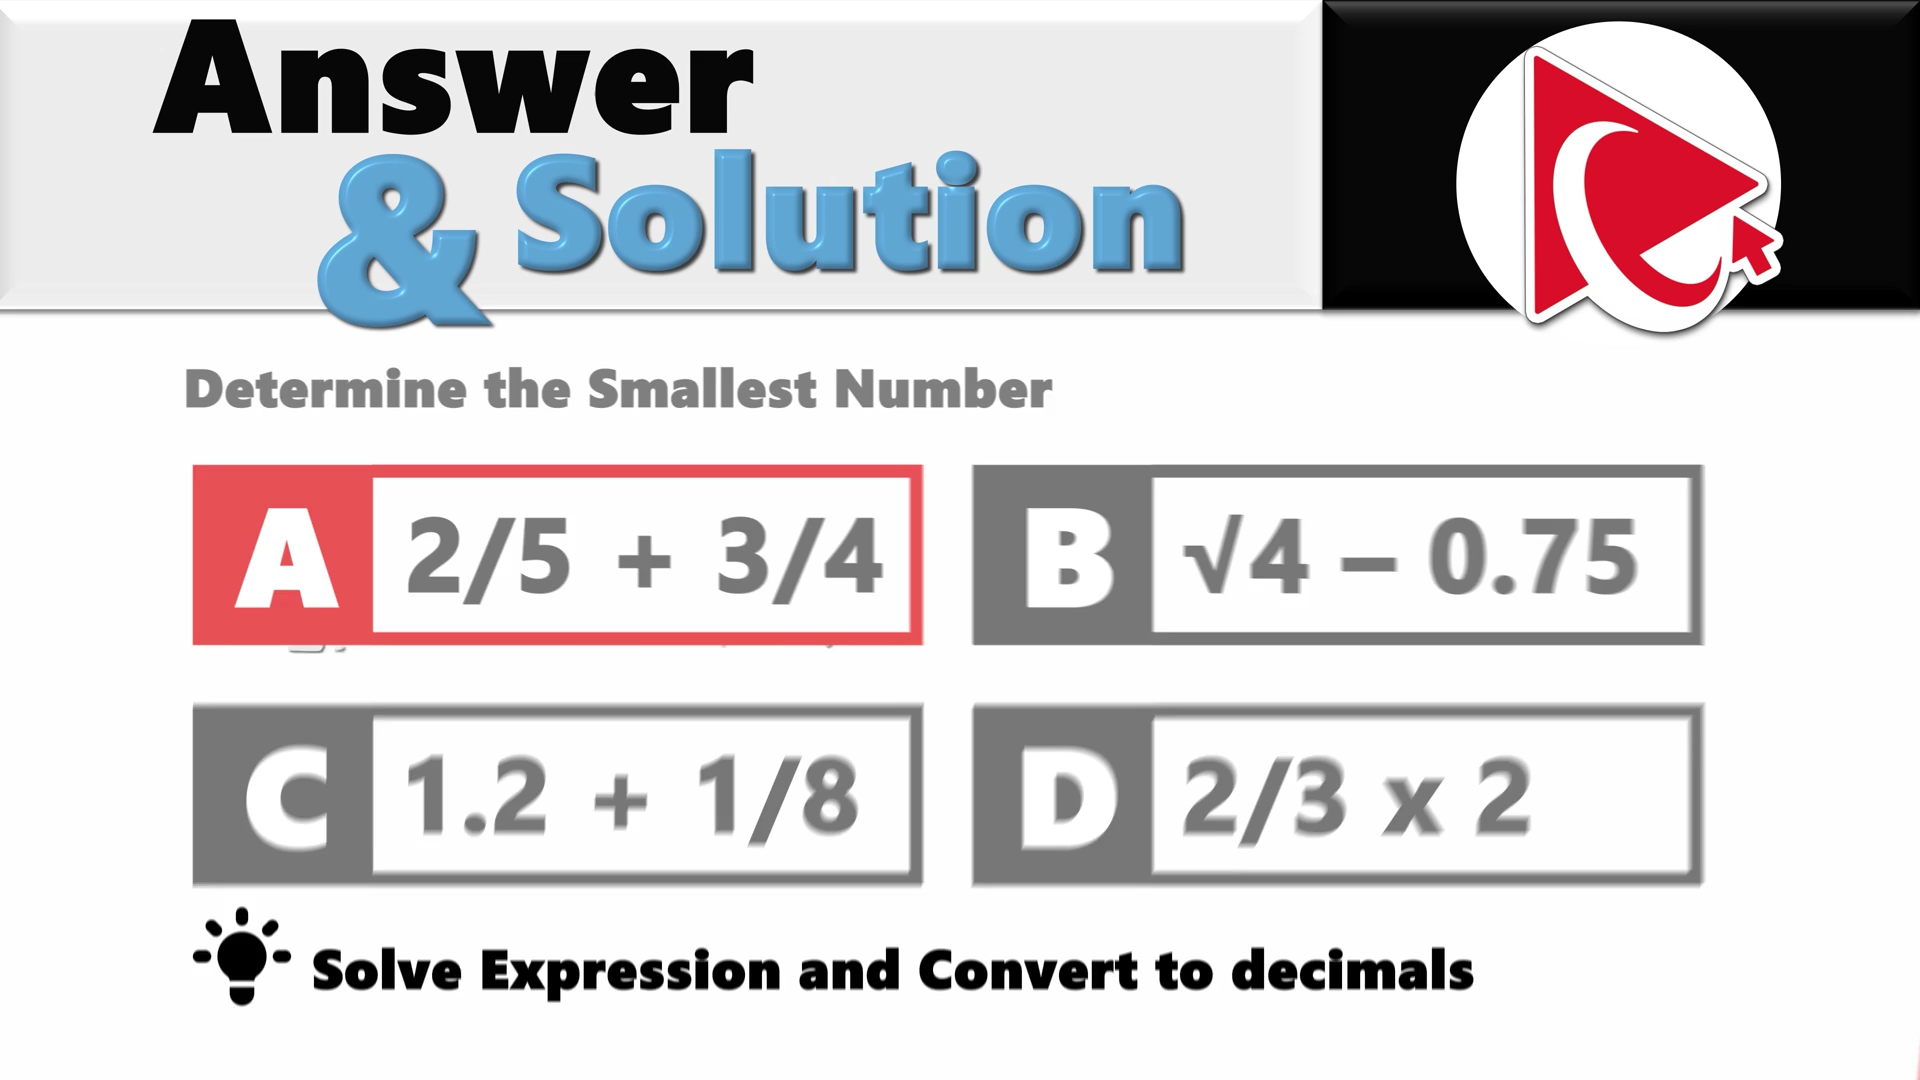 Answer
& Solution
Determine the Smallest Number
A 2/5 + 3/4
B √4 – 0.75
C 1.2 + 1/8
D 2/3 x 2
Solve Expression and Convert to decimals